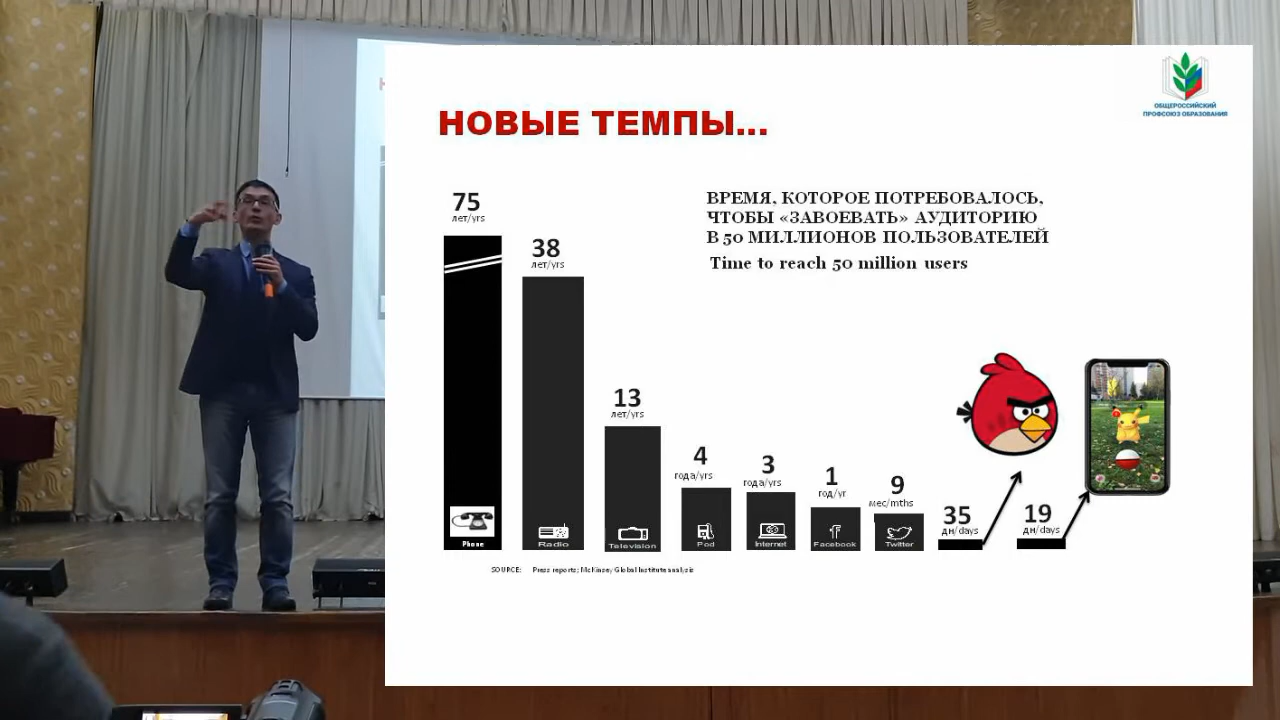 ОБЩЕРОССИЙСКИЙ
ПРОФСОЮЗ ОБРАЗОВАНИЯ
НОВЫЕ ТЕМПЫ...
ВРЕМЯ, КОТОРОЕ ПОТРЕБОВАЛОСЬ,
ЧТОБЫ «ЗАВОЕВАТЬ» АУДИТОРИЮ
В 50 МИЛЛИОНОВ ПОЛЬЗОВАТЕЛЕЙ
Time to reach 50 million users
75
лет/yrs
Phone
38
лет/yrs
Radio
13
лет/yrs
Television
4
года/yrs
Pod
3
года/yrs
Internet
1
год/yr
Facebook
9
мес/mths
Twitter
35
дн/days
19
дн/days
SOURCE: Press reports; McKinsey Global Institute analysis